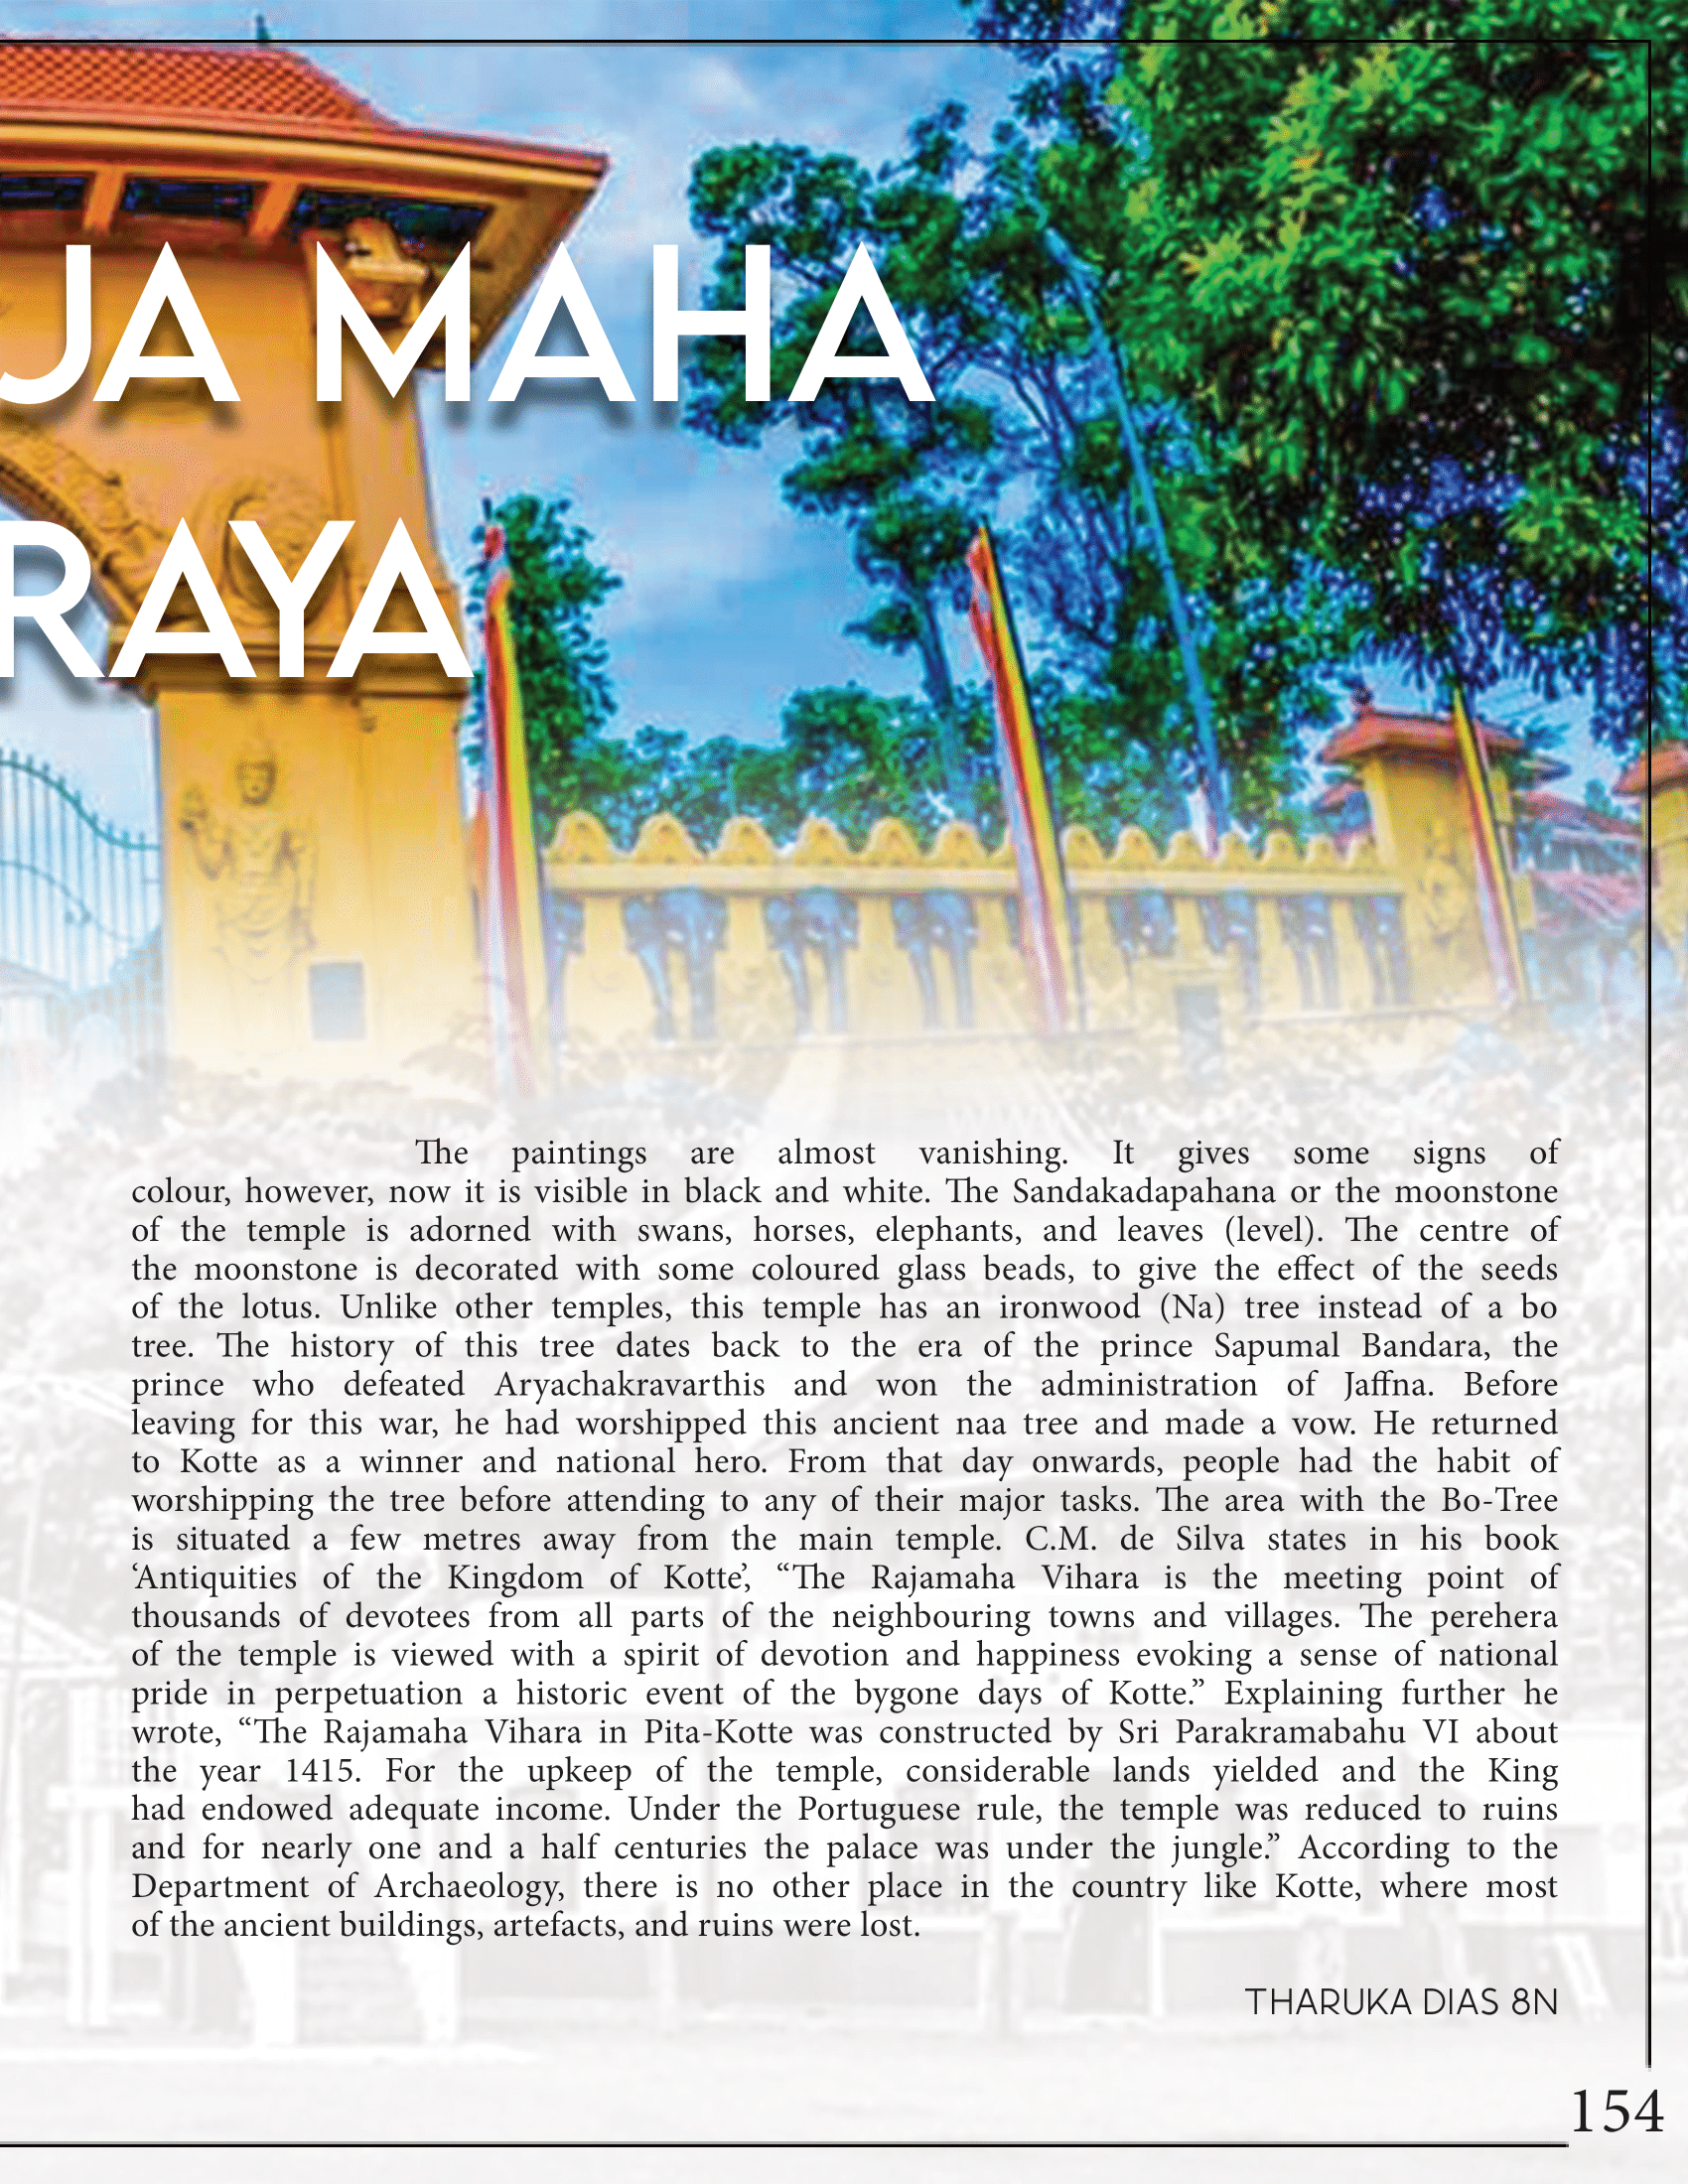 JA MAHA
RAYA
The paintings are almost vanishing. It gives some signs of
colour, however, now it is visible in black and white. The Sandakadapahana or the moonstone
of the temple is adorned with swans, horses, elephants, and leaves (level). The centre of
the moonstone is decorated with some coloured glass beads, to give the effect of the seeds
of the lotus. Unlike other temples, this temple has an ironwood (Na) tree instead of a bo
tree. The history of this tree dates back to the era of the prince Sapumal Bandara, the
prince who defeated Aryachakravarthis and won the administration of Jaffna. Before
leaving for this war, he had worshipped this ancient naa tree and made a vow. He returned
to Kotte as a winner and national hero. From that day onwards, people had the habit of
worshipping the tree before attending to any of their major tasks. The area with the Bo-Tree
is situated a few metres away from the main temple. C.M. de Silva states in his book
‘Antiquities of the Kingdom of Kotte’, “The Rajamaha Vihara is the meeting point of
thousands of devotees from all parts of the neighbouring towns and villages. The perehera
of the temple is viewed with a spirit of devotion and happiness evoking a sense of national
pride in perpetuation a historic event of the bygone days of Kotte.” Explaining further he
wrote, “The Rajamaha Vihara in Pita-Kotte was constructed by Sri Parakramabahu VI about
the year 1415. For the upkeep of the temple, considerable lands yielded and the King
had endowed adequate income. Under the Portuguese rule, the temple was reduced to ruins
and for nearly one and a half centuries the palace was under the jungle.” According to the
Department of Archaeology, there is no other place in the country like Kotte, where most
of the ancient buildings, artefacts, and ruins were lost.
THARUKA DIAS 8N
154